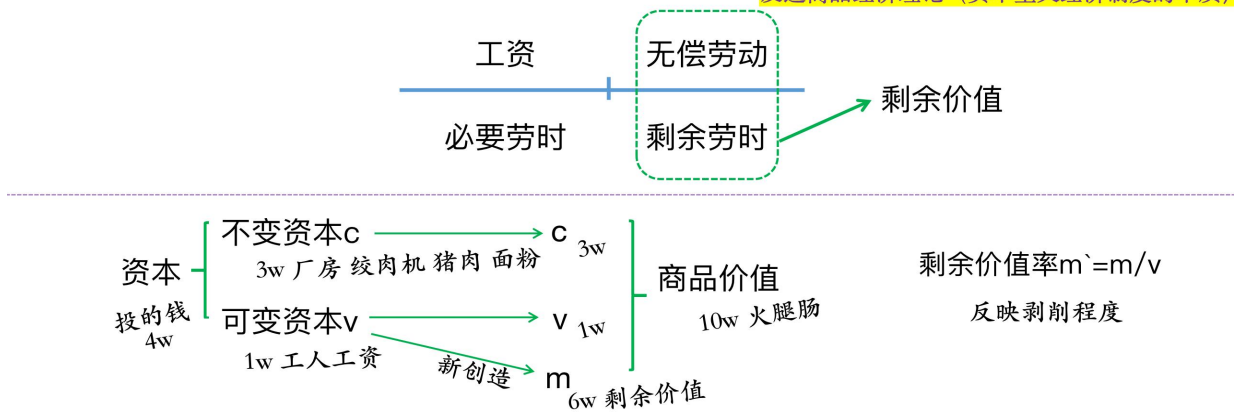 工资 无偿劳动
剩余价值
必要劳时 剩余劳时
不变资本c c 3w
3w 厂房 绞肉机 猪肉 面粉
资本 商品价值 剩余价值率m`=m/v
投的钱 10w 火腿肠 反映剥削程度
4w
可变资本v v 1w
1w 工人工资 新创造 m
6w 剩余价值